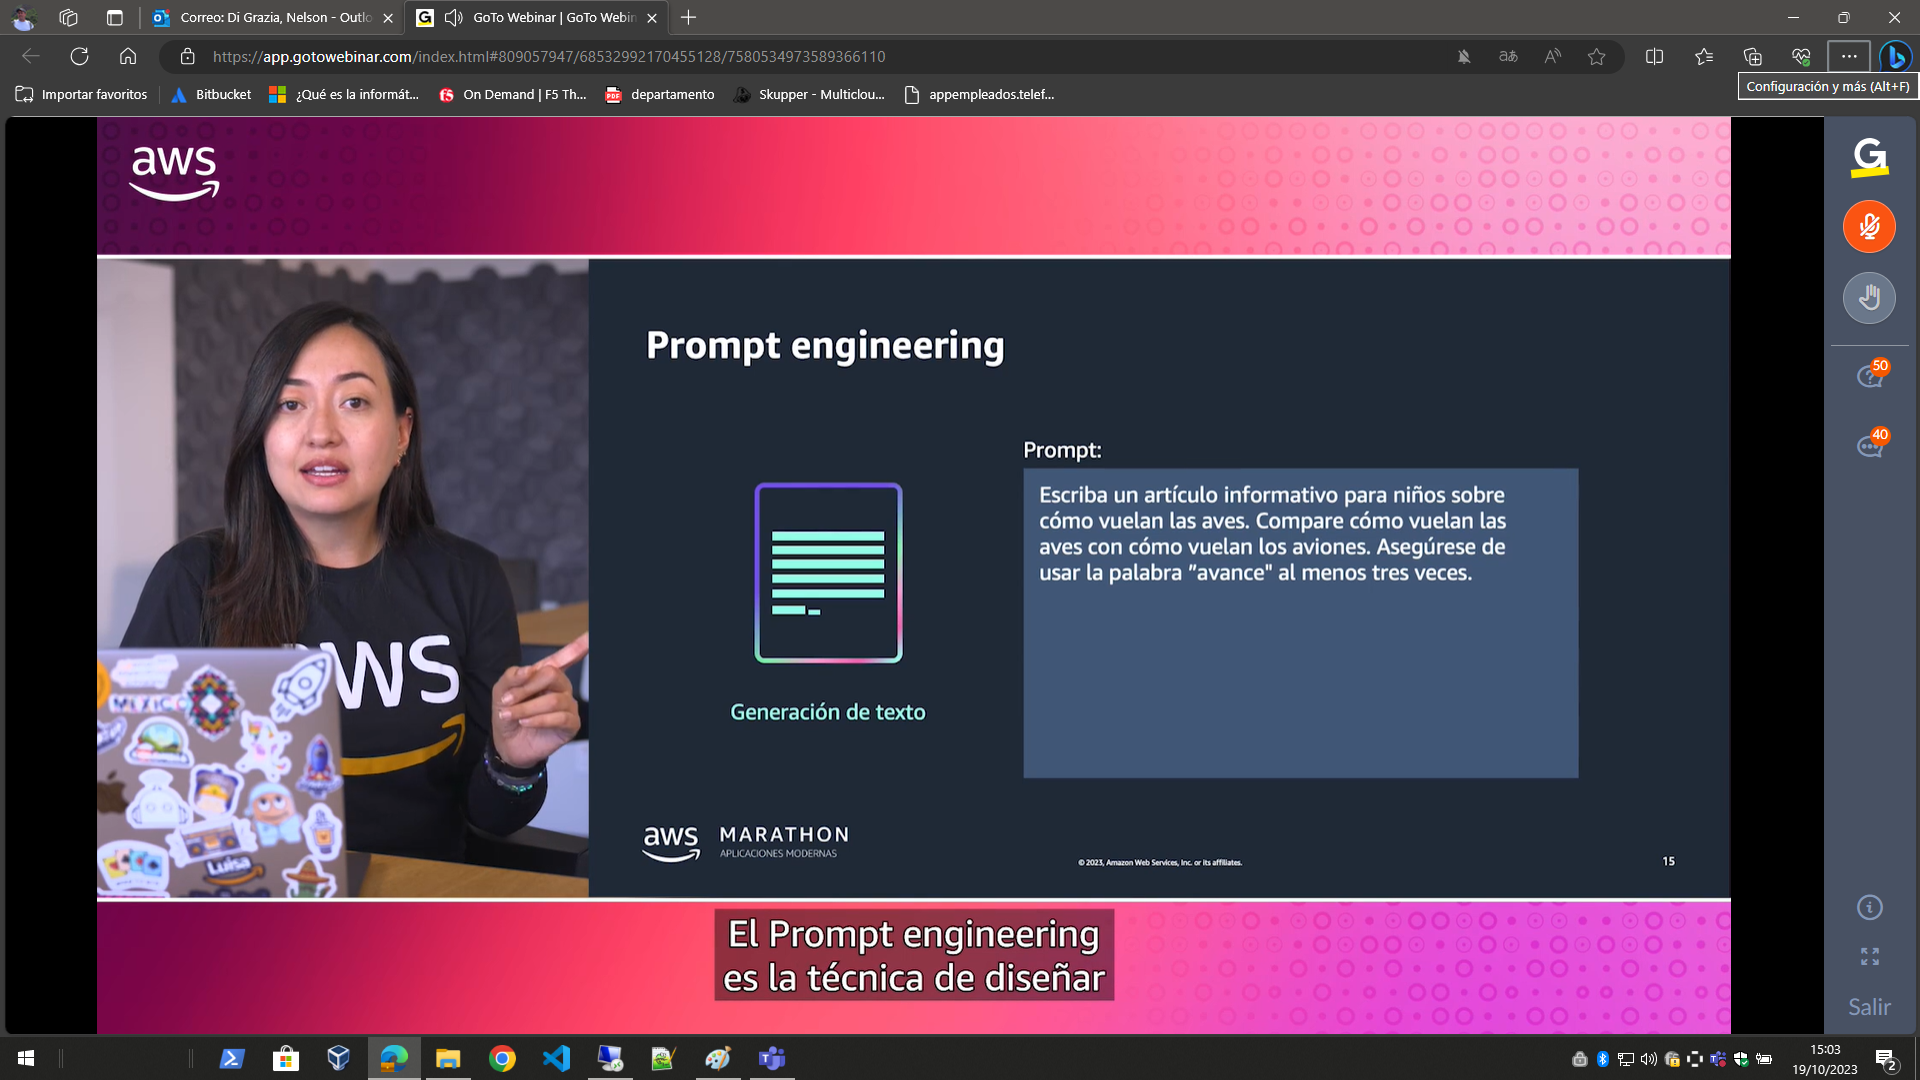 Correo: Di Grazia, Nelson - Outlo
GoTo Webinar | GoTo Webin
https://app.gotowebinar.com/index.html#809057947/68532992170455128/7580534973589366110
Configuración y más (Alt+F)
Importar favoritos
Bitbucket
¿Qué es la informát...
On Demand | F5 Th...
departamento
Skupper - Multiclou...
appempleados.telef...
aws
Prompt engineering
Prompt:
Escriba un artículo informativo para niños sobre
cómo vuelan las aves. Compare cómo vuelan las
aves con cómo vuelan los aviones. Asegúrese de
usar la palabra "avance" al menos tres veces.
Generación de texto
aws
MEXICO
Luisa
aws MARATHON
APLICACIONES MODERNAS
© 2023, Amazon Web Services, Inc. or its affiliates.
15
El Prompt engineering
es la técnica de diseñar
50
40
Salir
15:03
19/10/2023
2